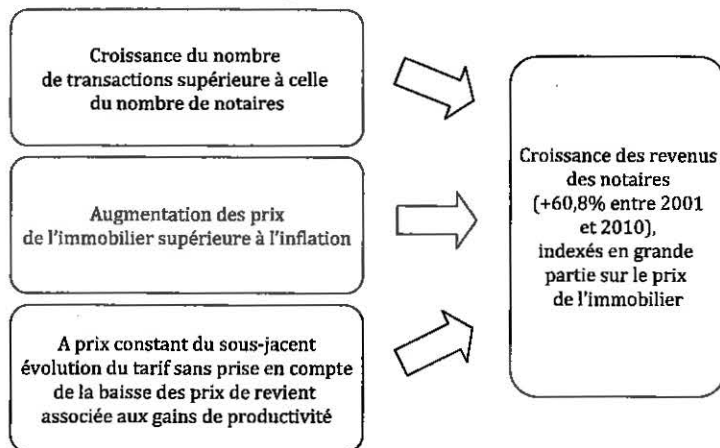 Croissance du nombre
de transactions supérieure à celle
du nombre de notaires
Augmentation des prix
de l'immobilier supérieure à l'inflation
A prix constant du sous-jacent
évolution du tarif sans prise en compte
de la baisse des prix de revient
associée aux gains de productivité
Croissance des revenus
des notaires
(+60,8% entre 2001
et 2010),
indexés en grande
partie sur le prix
de l'immobilier